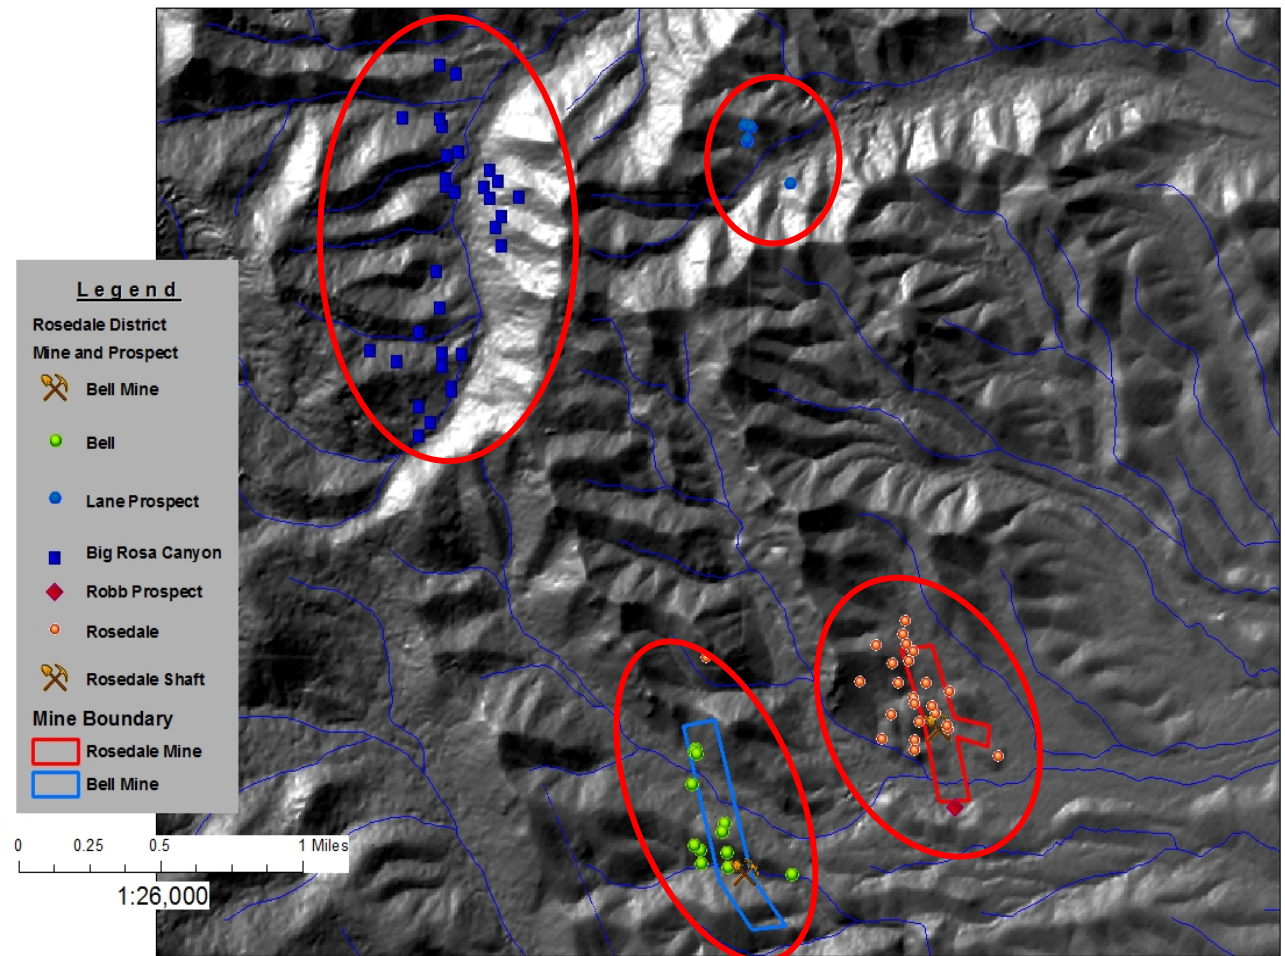 Legend
Rosedale District
Mine and Prospect
Bell Mine
Bell
Lane Prospect
Big Rosa Canyon
Robb Prospect
Rosedale
Rosedale Shaft
Mine Boundary
Rosedale Mine
Bell Mine
0 0.25 0.5 1 Miles
1:26,000